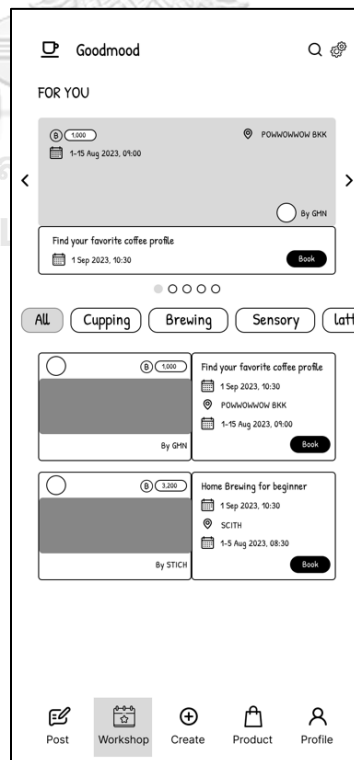 Goodmood
FOR YOU
B 1,000
POWWOWWOW BKK
1-15 Aug 2023, 09:00
By GMN
Find your favorite coffee profile
1 Sep 2023, 10:30
Book
All Cupping Brewing Sensory latt
B 1,000
By GMN
Find your favorite coffee profile
1 Sep 2023, 10:30
POWWOWWOW BKK
1-15 Aug 2023, 09:00
Book
B 3,200
By STICH
Home Brewing for beginner
1 Sep 2023, 10:30
SCITH
1-5 Aug 2023, 08:30
Book
Post Workshop Create Product Profile